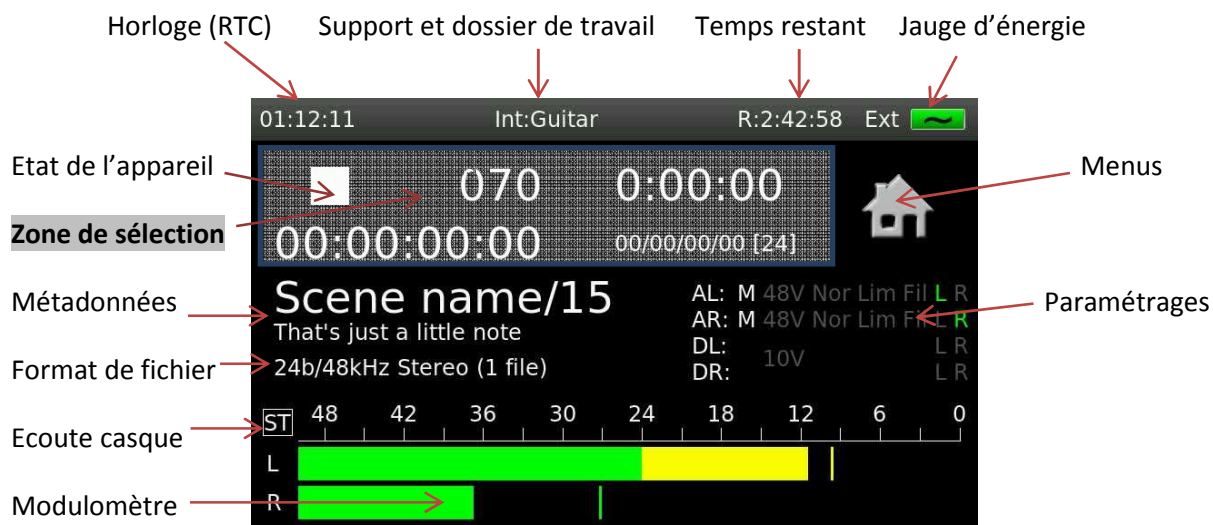 Horloge (RTC) Support et dossier de travail Temps restant Jauge d’énergie
01:12:11 Int:Guitar R:2:42:58 Ext
Etat de l’appareil
070 0:00:00
Menus
Zone de sélection
00:00:00:00 00/00/00/00 [24]
Métadonnées
Scene name/15
AL: M 48V Nor Lim Fil L R
Paramétrages
That's just a little note
AR: M 48V Nor Lim Fil L R
Format de fichier
24b/48kHz Stereo (1 file)
DL: 10V L R
DR: L R
Ecoute casque
ST 48 42 36 30 24 18 12 6 0
L
Modulomètre
R